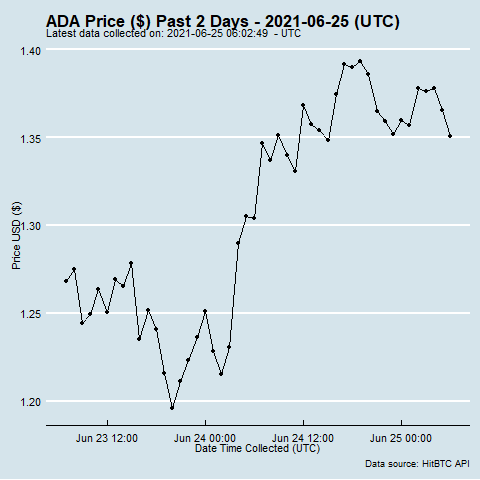 ADA Price ($) Past 2 Days - 2021-06-25 (UTC)
Latest data collected on: 2021-06-25 06:02:49 - UTC
1.40
1.35
1.30
1.25
1.20
Price USD ($)
Jun 23 12:00
Jun 24 00:00
Jun 24 12:00
Jun 25 00:00
Date Time Collected (UTC)
Data source: HitBTC API